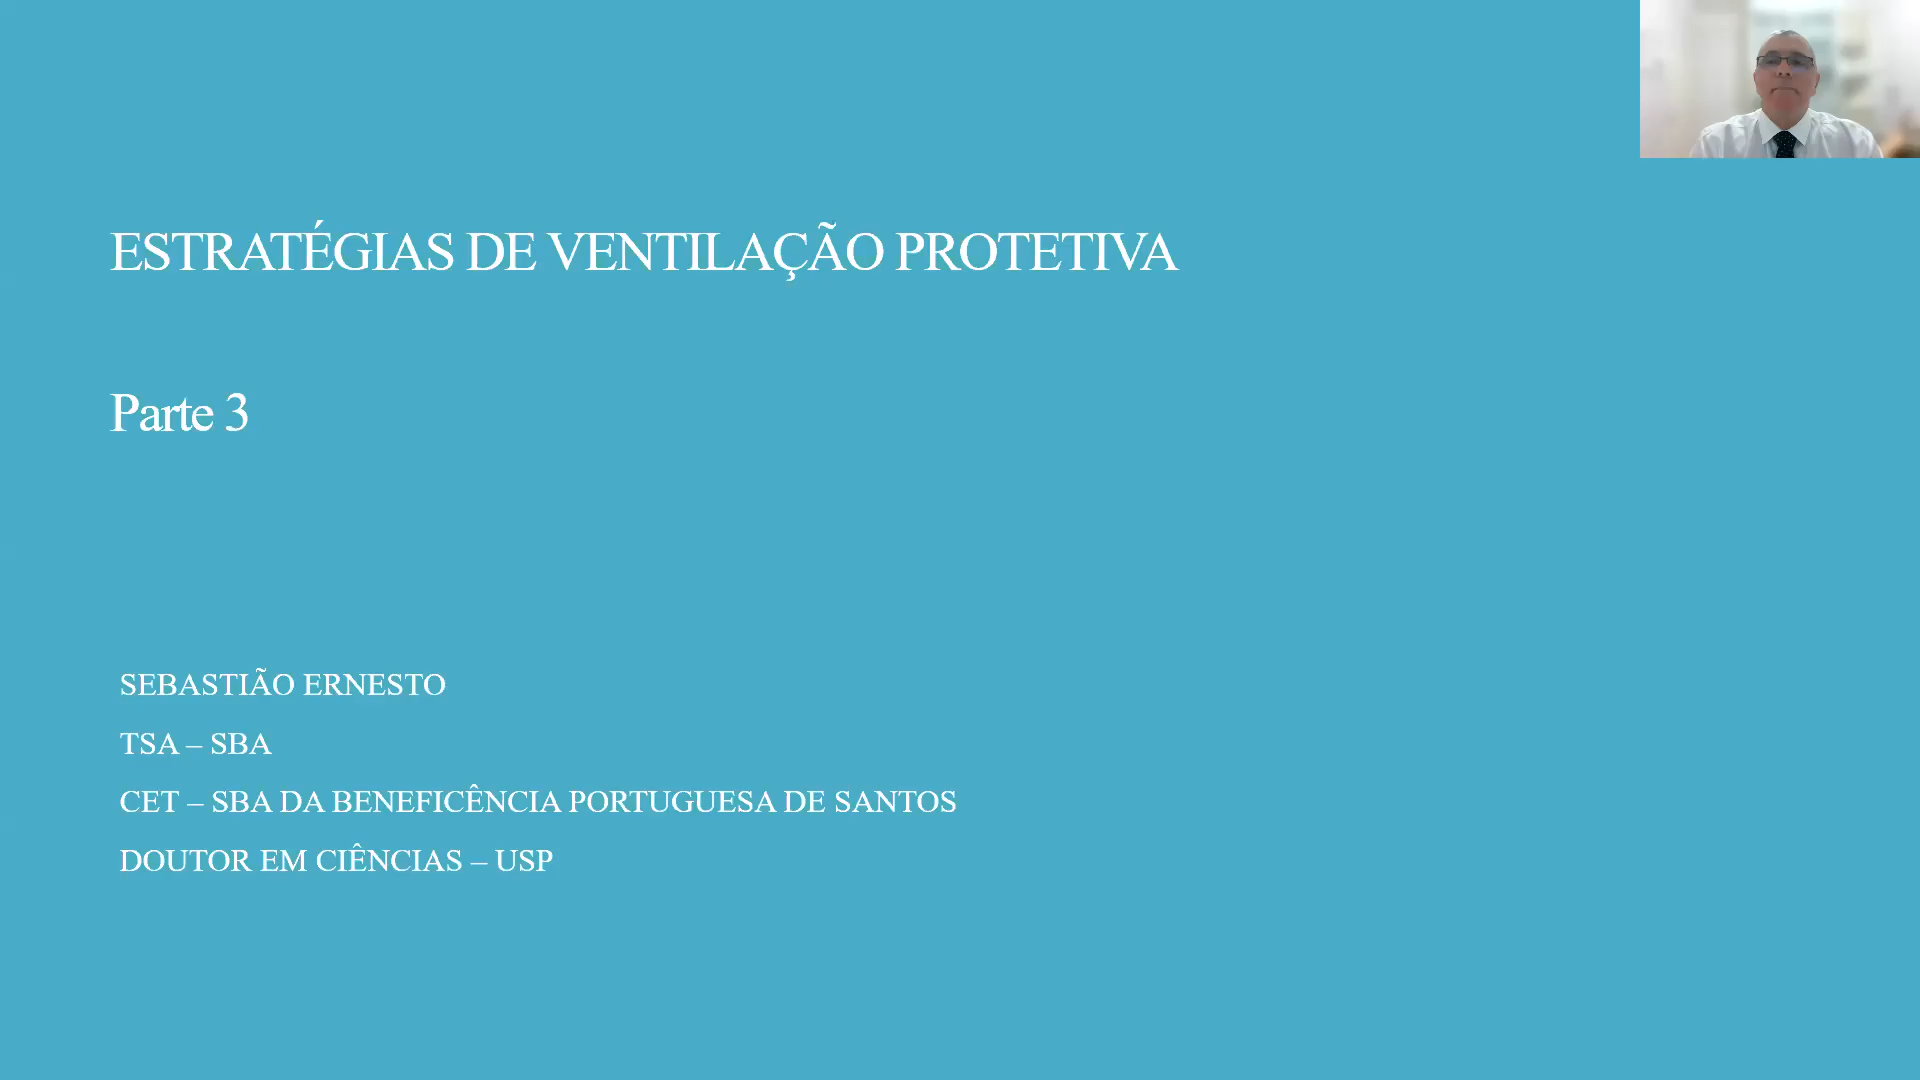 ESTRATÉGIAS DE VENTILAÇÃO PROTETIVA
Parte 3
SEBASTIÃO ERNESTO
TSA – SBA
CET – SBA DA BENEFICÊNCIA PORTUGUESA DE SANTOS
DOUTOR EM CIÊNCIAS – USP